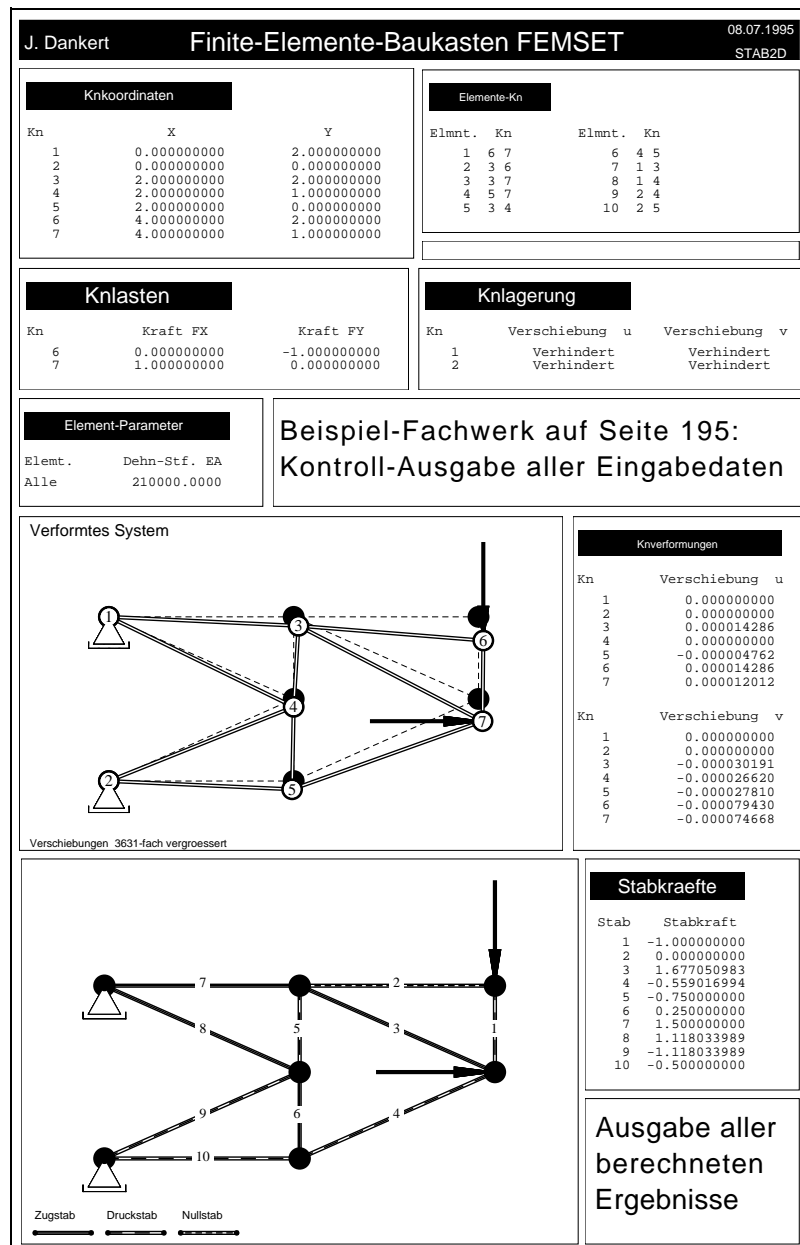 J. Dankert Finite-Elemente-Baukasten FEMSET 08.07.1995
STAB2D
Knkoordinaten
Kn X Y
1 0.000000000 2.000000000
2 0.000000000 0.000000000
3 2.000000000 2.000000000
4 2.000000000 1.000000000
5 2.000000000 0.000000000
6 4.000000000 2.000000000
7 4.000000000 1.000000000
Elemente-Kn
Elmnt. Kn Elmnt. Kn
1 6 7 6 4 5
2 3 6 7 1 3
3 3 7 8 1 4
4 5 7 9 2 4
5 3 4 10 2 5
Knlasten
Kn Kraft FX Kraft FY
6 0.000000000 -1.000000000
7 1.000000000 0.000000000
Knlagerung
Kn Verschiebung u Verschiebung v
1 Verhindert Verhindert
2 Verhindert Verhindert
Element-Parameter
Elemt. Dehn-Stf. EA
Alle 210000.0000
Beispiel-Fachwerk auf Seite 195:
Kontroll-Ausgabe aller Eingabedaten
Verformtes System
1
3
6
4
7
2
5
Verschiebungen 3631-fach vergroessert
Knverformungen
Kn Verschiebung u
1 0.000000000
2 0.000000000
3 0.000014286
4 0.000000000
5 -0.000004762
6 0.000014286
7 0.000012012
Kn Verschiebung v
1 0.000000000
2 0.000000000
3 -0.000030191
4 -0.000026620
5 -0.000027810
6 -0.000079430
7 -0.000074668
7 2
8 5 3 1
9 6 4
10
Zugstab Druckstab Nullstab
Stabkraefte
Stab Stabkraft
1 -1.000000000
2 0.000000000
3 1.677050983
4 -0.559016994
5 -0.750000000
6 0.250000000
7 1.500000000
8 1.118033989
9 -1.118033989
10 -0.500000000
Ausgabe aller
berechneten
Ergebnisse